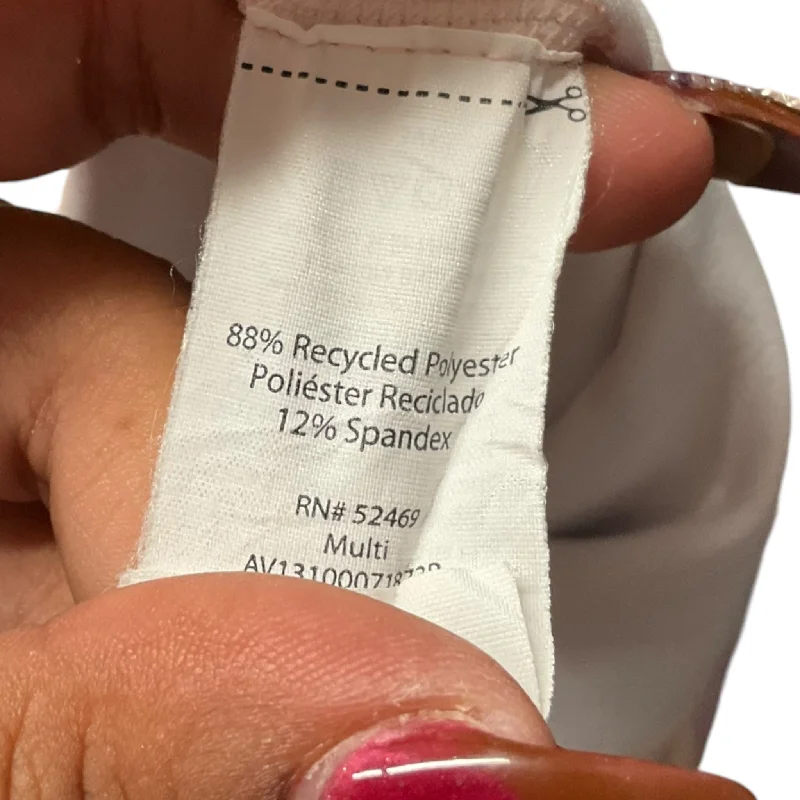 88% Recycled Polyester
Poliéster Reciclado
12% Spandex
RN# 52469
Multi